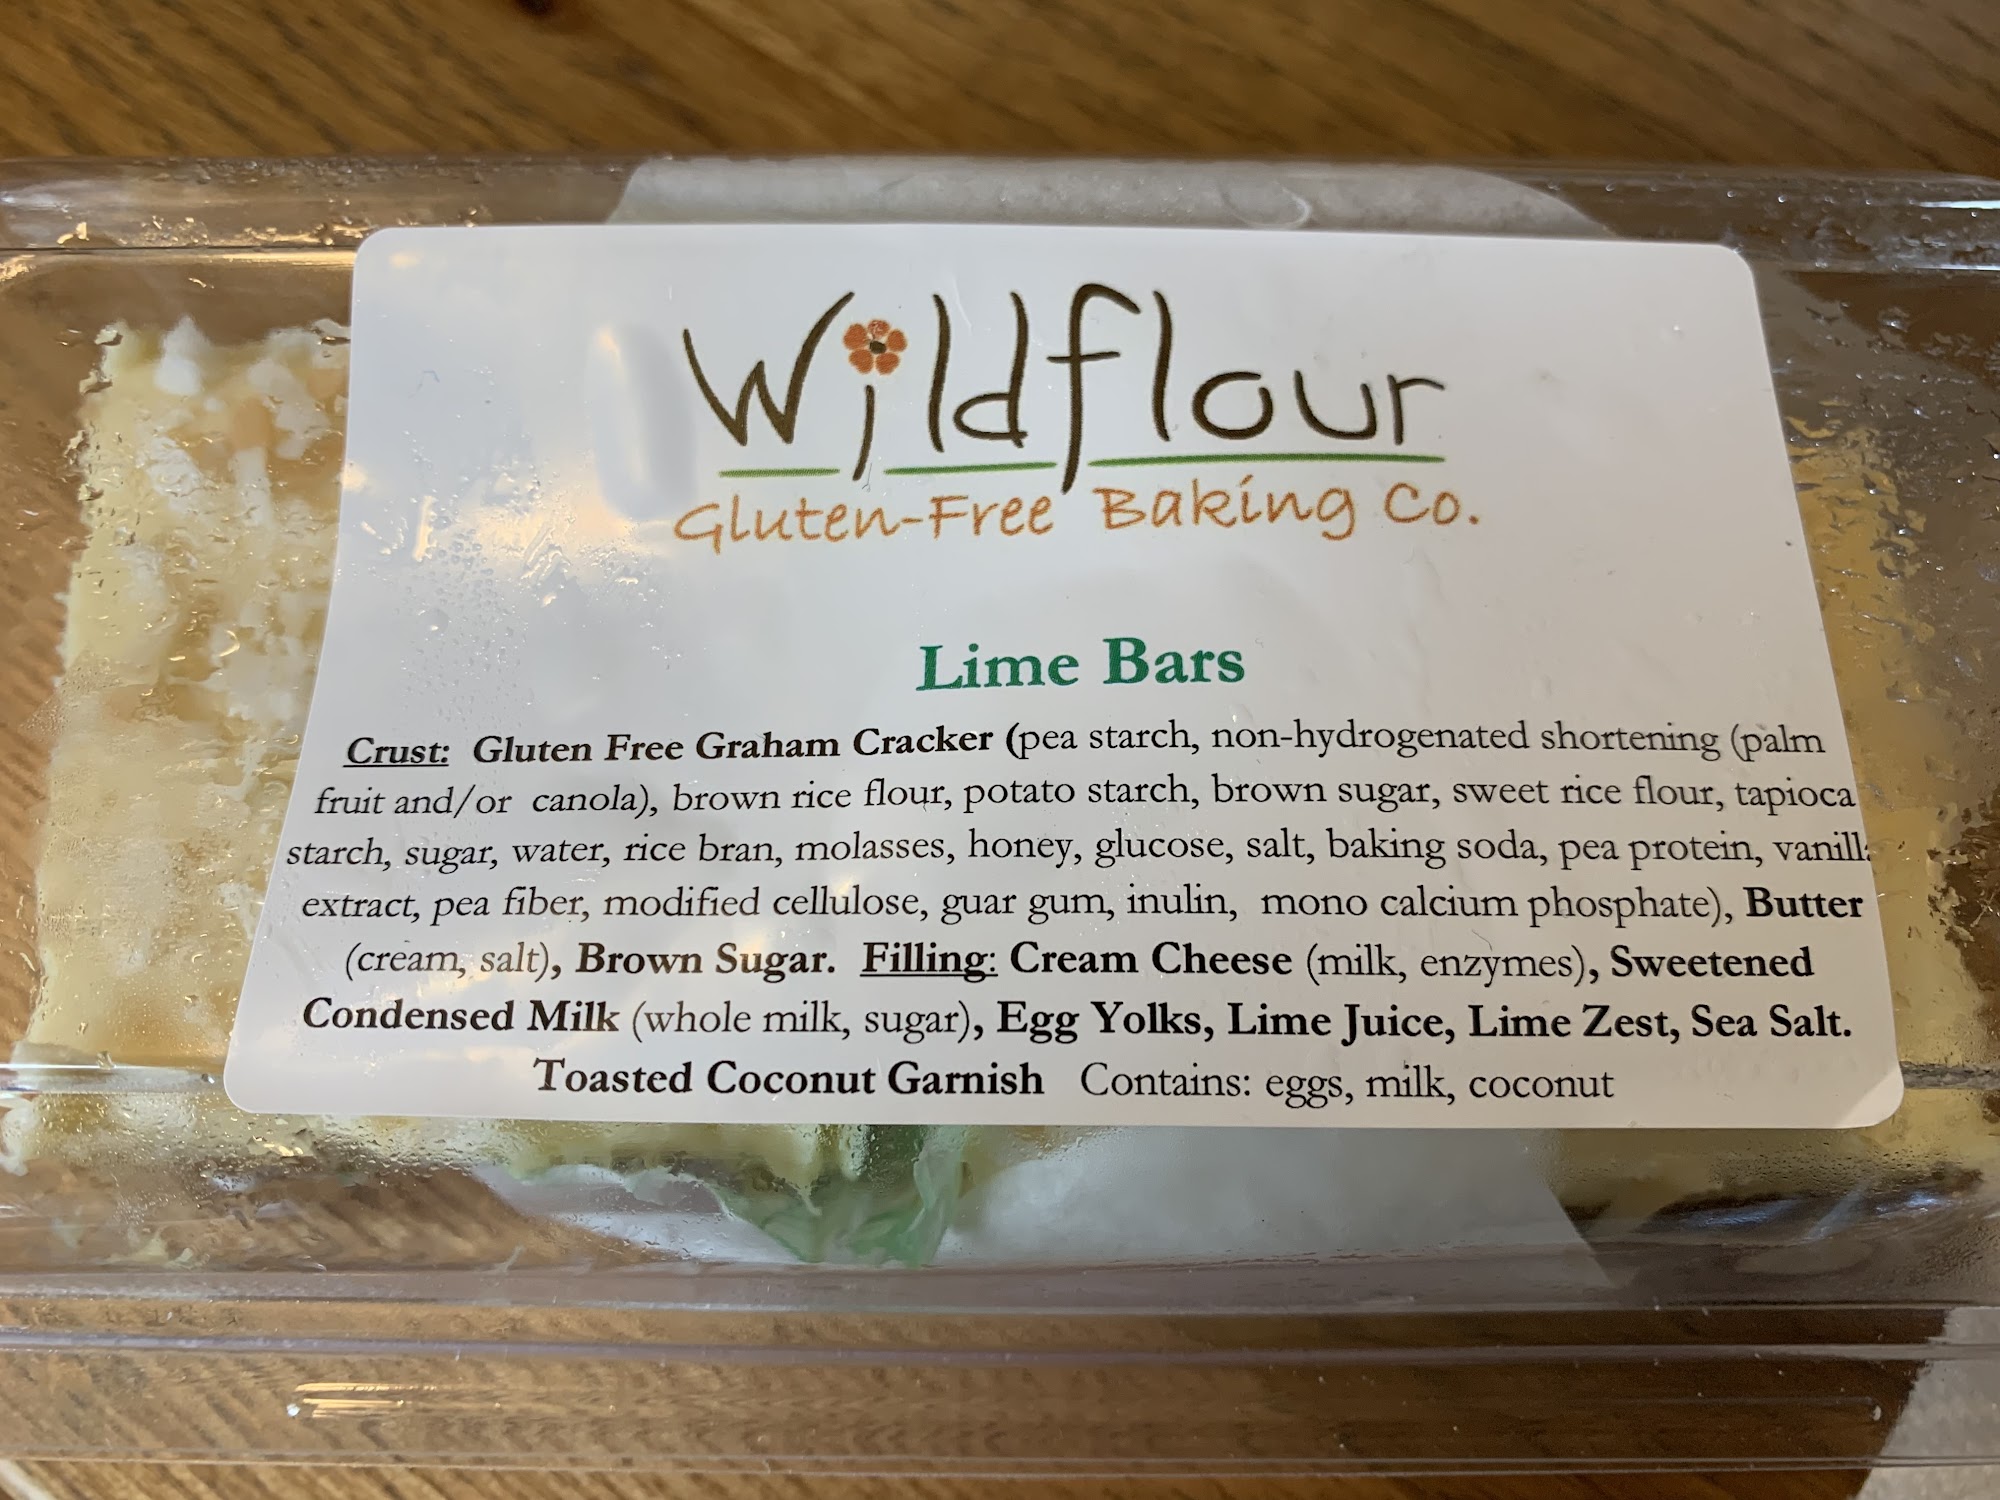 Wildflour
Gluten-Free Baking Co.
Lime Bars
Crust: Gluten Free Graham Cracker (pea starch, non-hydrogenated shortening (palm
fruit and/or canola), brown rice flour, potato starch, brown sugar, sweet rice flour, tapioca
starch, sugar, water, rice bran, molasses, honey, glucose, salt, baking soda, pea protein, vanill
extract, pea fiber, modified cellulose, guar gum, inulin, mono calcium phosphate), Butter
(cream, salt), Brown Sugar. Filling: Cream Cheese (milk, enzymes), Sweetened
Condensed Milk (whole milk, sugar), Egg Yolks, Lime Juice, Lime Zest, Sea Salt.
Toasted Coconut Garnish Contains: eggs, milk, coconut